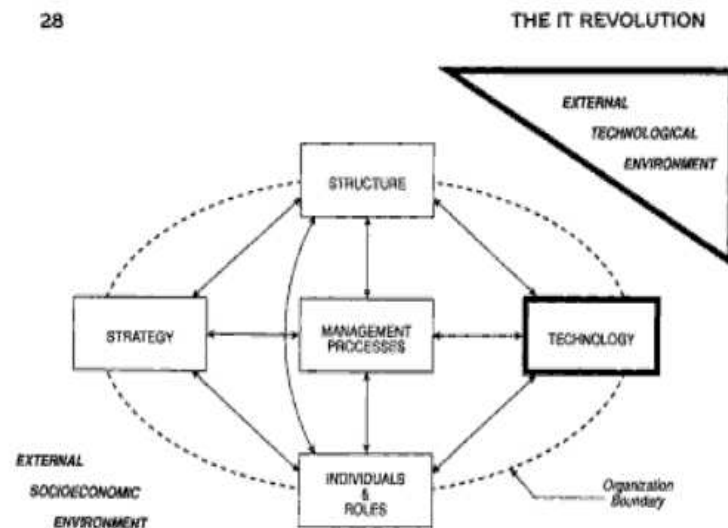 28
THE IT REVOLUTION
EXTERNAL
TECHNOLOGICAL
ENVIRONMENT
STRUCTURE
STRATEGY
MANAGEMENT
PROCESSES
TECHNOLOGY
INDIVIDUALS
&
ROLES
EXTERNAL
SOCIOECONOMIC
ENVIRONMENT
Organization
Boundary